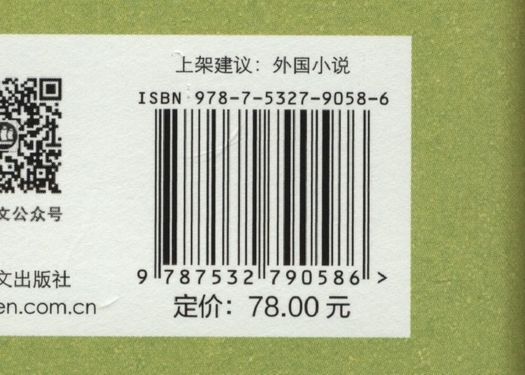 上架建议：外国小说
ISBN 978-7-5327-9058-6
9 787532 790586 >
定价：78.00 元
文公众号
文出版社
en.com.cn